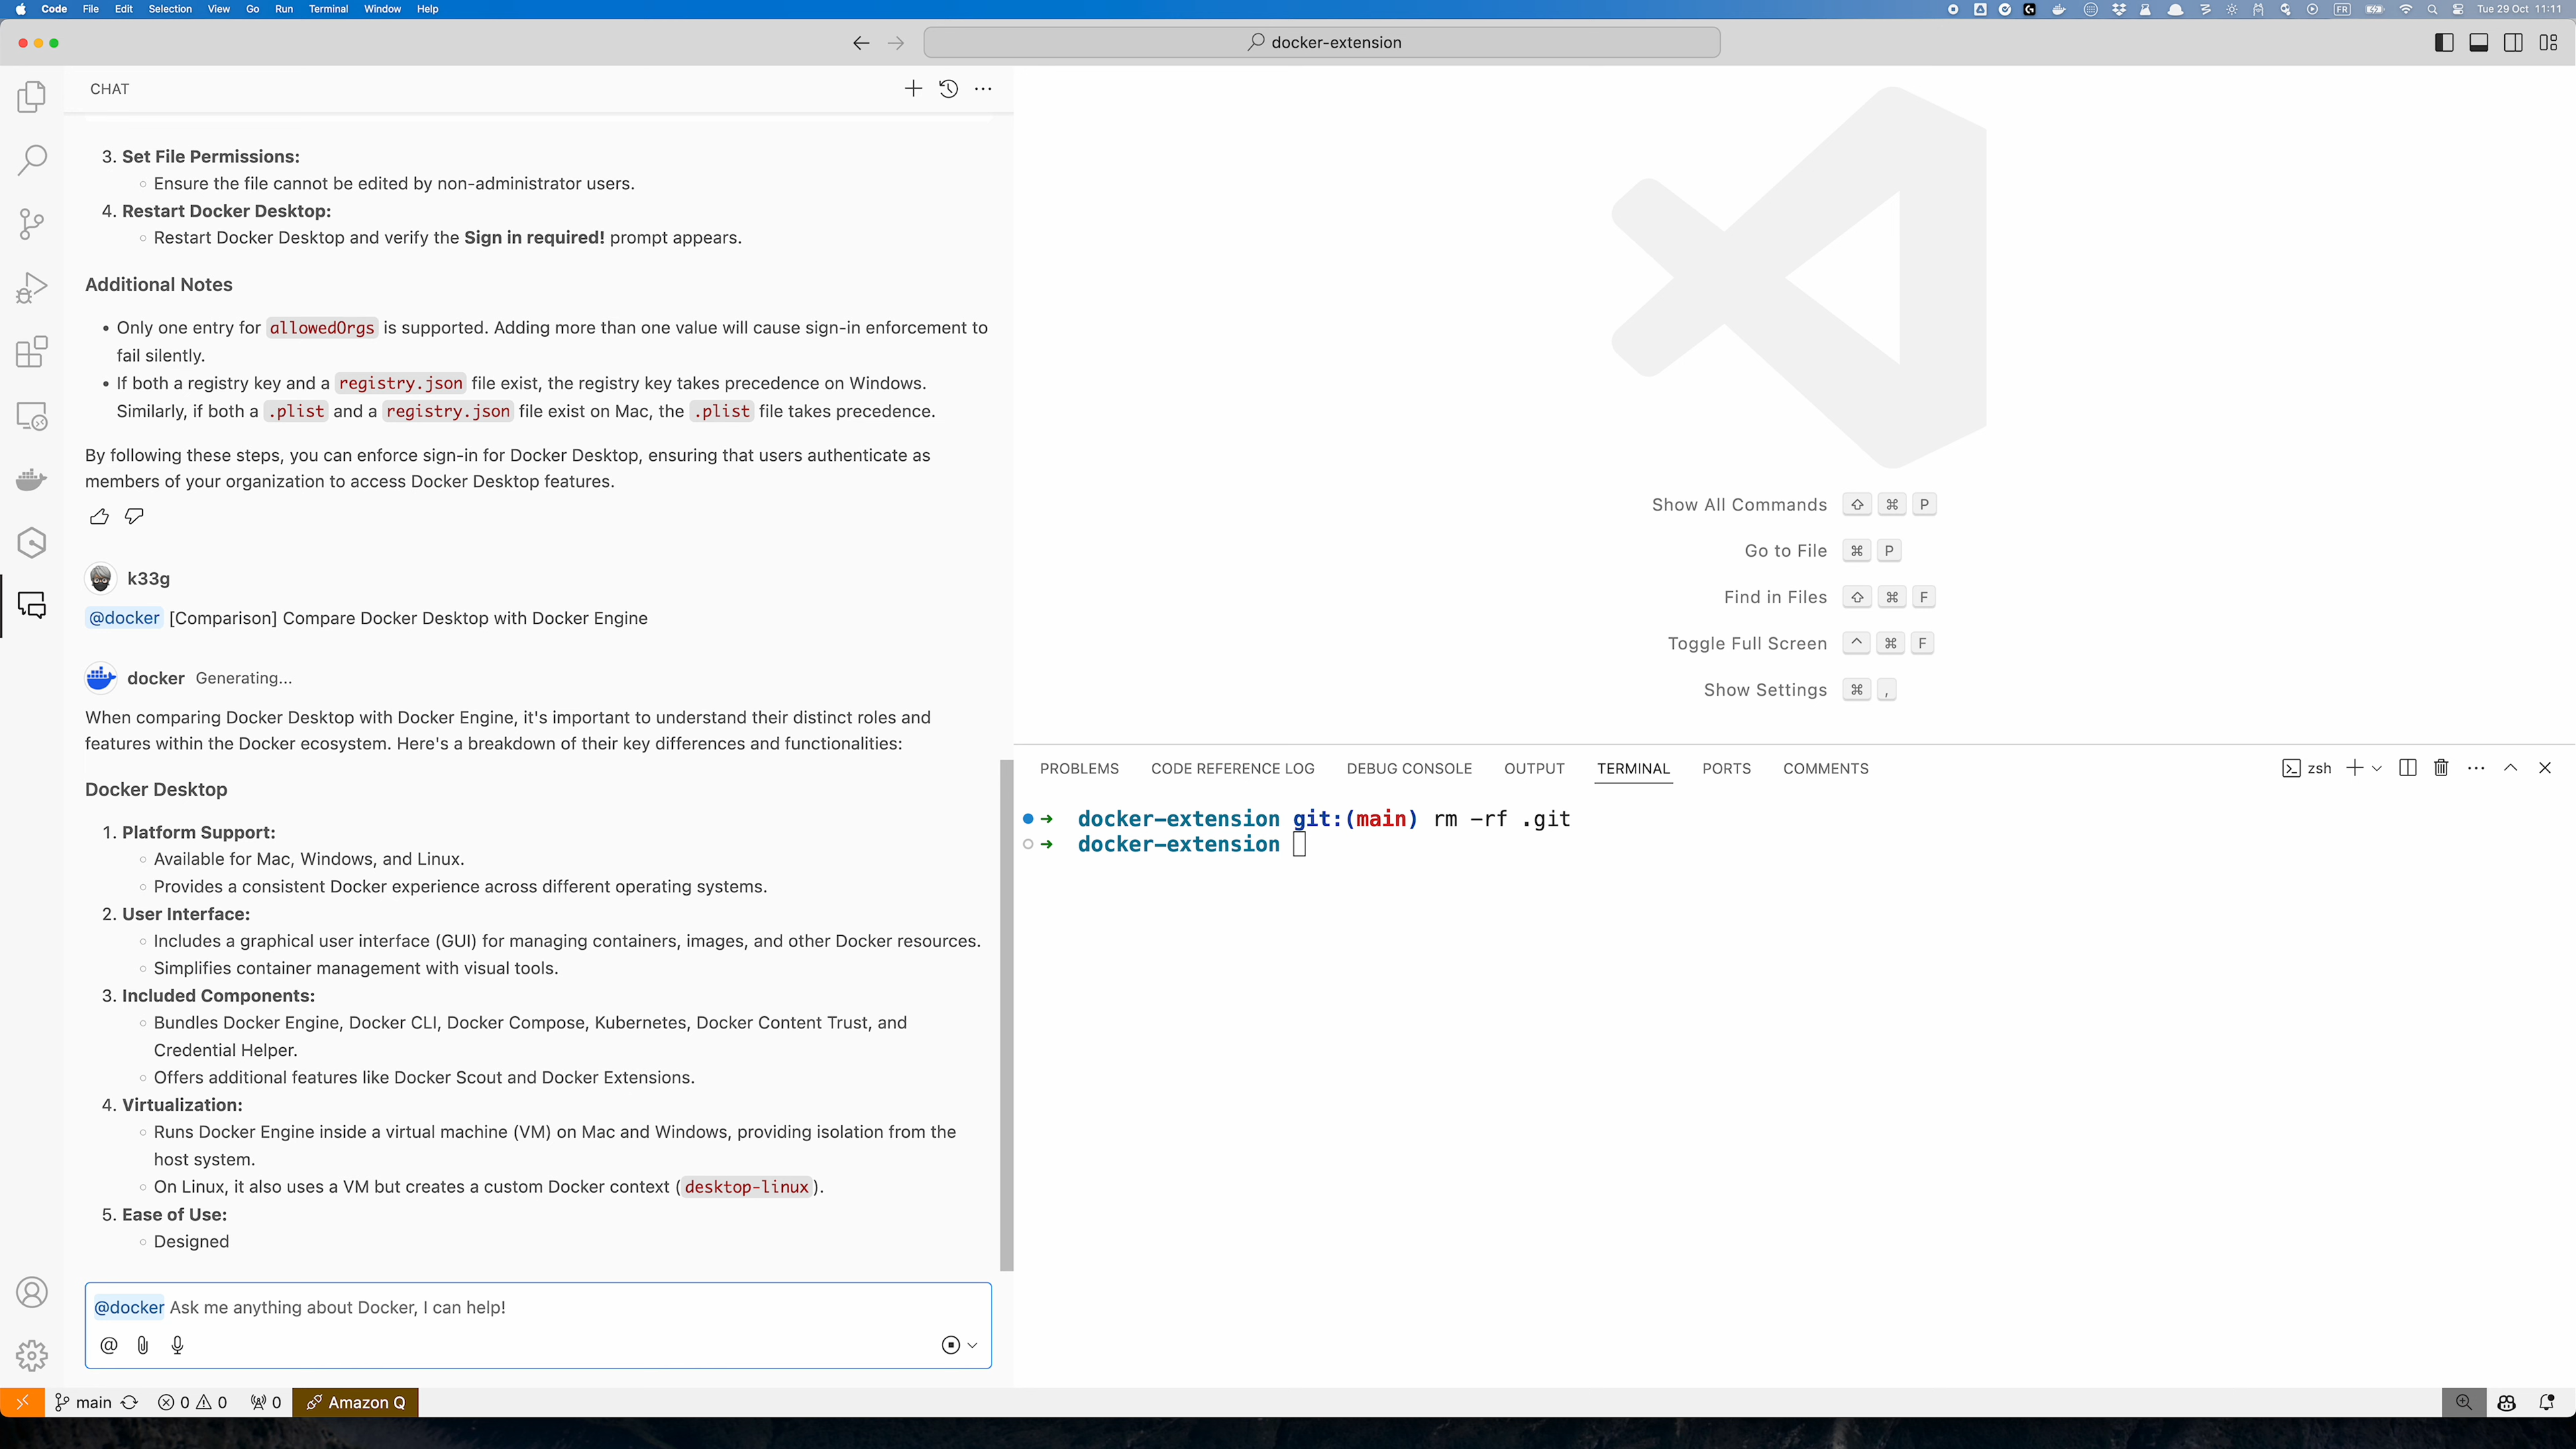 Code File Edit Selection View Go Run Terminal Window Help
FR
Tue 29 Oct 11:11
docker-extension
CHAT
3. Set File Permissions:
Ensure the file cannot be edited by non-administrator users.
4. Restart Docker Desktop:
Restart Docker Desktop and verify the Sign in required! prompt appears.
Additional Notes
Only one entry for allowedOrgs is supported. Adding more than one value will cause sign-in enforcement to
fail silently.
If both a registry key and a registry.json file exist, the registry key takes precedence on Windows.
Similarly, if both a .plist and a registry.json file exist on Mac, the .plist file takes precedence.
By following these steps, you can enforce sign-in for Docker Desktop, ensuring that users authenticate as
members of your organization to access Docker Desktop features.
k33g
@docker [Comparison] Compare Docker Desktop with Docker Engine
docker Generating...
When comparing Docker Desktop with Docker Engine, it's important to understand their distinct roles and
features within the Docker ecosystem. Here's a breakdown of their key differences and functionalities:
Docker Desktop
1. Platform Support:
Available for Mac, Windows, and Linux.
Provides a consistent Docker experience across different operating systems.
2. User Interface:
Includes a graphical user interface (GUI) for managing containers, images, and other Docker resources.
Simplifies container management with visual tools.
3. Included Components:
Bundles Docker Engine, Docker CLI, Docker Compose, Kubernetes, Docker Content Trust, and
Credential Helper.
Offers additional features like Docker Scout and Docker Extensions.
4. Virtualization:
Runs Docker Engine inside a virtual machine (VM) on Mac and Windows, providing isolation from the
host system.
On Linux, it also uses a VM but creates a custom Docker context (desktop-linux).
5. Ease of Use:
Designed
@docker Ask me anything about Docker, I can help!
@
Show All Commands ⇧ ⌘ P
Go to File ⌘ P
Find in Files ⇧ ⌘ F
Toggle Full Screen ^ ⌘ F
Show Settings ⌘ ,
PROBLEMS CODE REFERENCE LOG DEBUG CONSOLE OUTPUT TERMINAL PORTS COMMENTS
zsh
➜ docker-extension git:(main) rm -rf .git
➜ docker-extension
main 0 0 0 Amazon Q